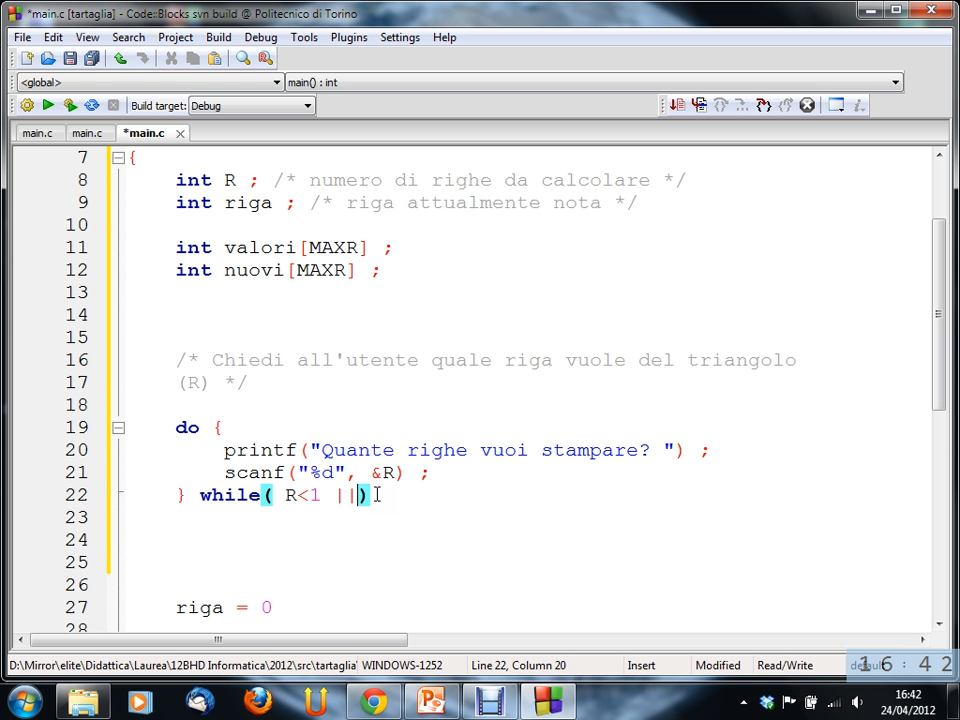 *main.c [tartaglia] - Code::Blocks svn build @ Politecnico di Torino
File Edit View Search Project Build Debug Tools Plugins Settings Help
<global> main() : int
Build target: Debug
main.c main.c *main.c
7 {
8 int R ; /* numero di righe da calcolare */
9 int riga ; /* riga attualmente nota */
10
11 int valori[MAXR] ;
12 int nuovi[MAXR] ;
13
14
15
16 /* Chiedi all'utente quale riga vuole del triangolo
17 (R) */
18
19 do {
20 printf("Quante righe vuoi stampare? ") ;
21 scanf("%d", &R) ;
22 } while( R<1 ||)
23
24
25
26
27 riga = 0
28
D:\Mirror\elite\Didattica\Laurea\12BHD Informatica\2012\src\tartaglia\ WINDOWS-1252 Line 22, Column 20 Insert Modified Read/Write default
16:42
16:42
24/04/2012